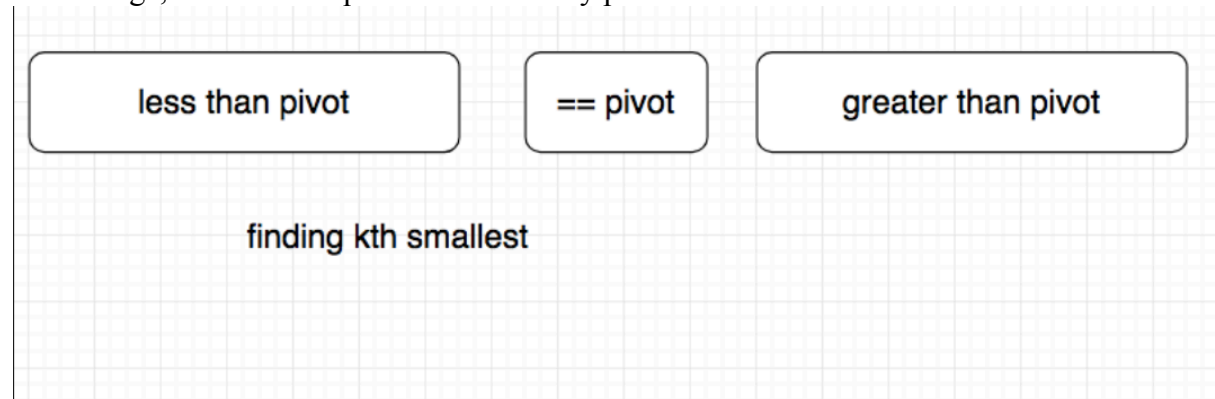 less than pivot
== pivot
greater than pivot
finding kth smallest